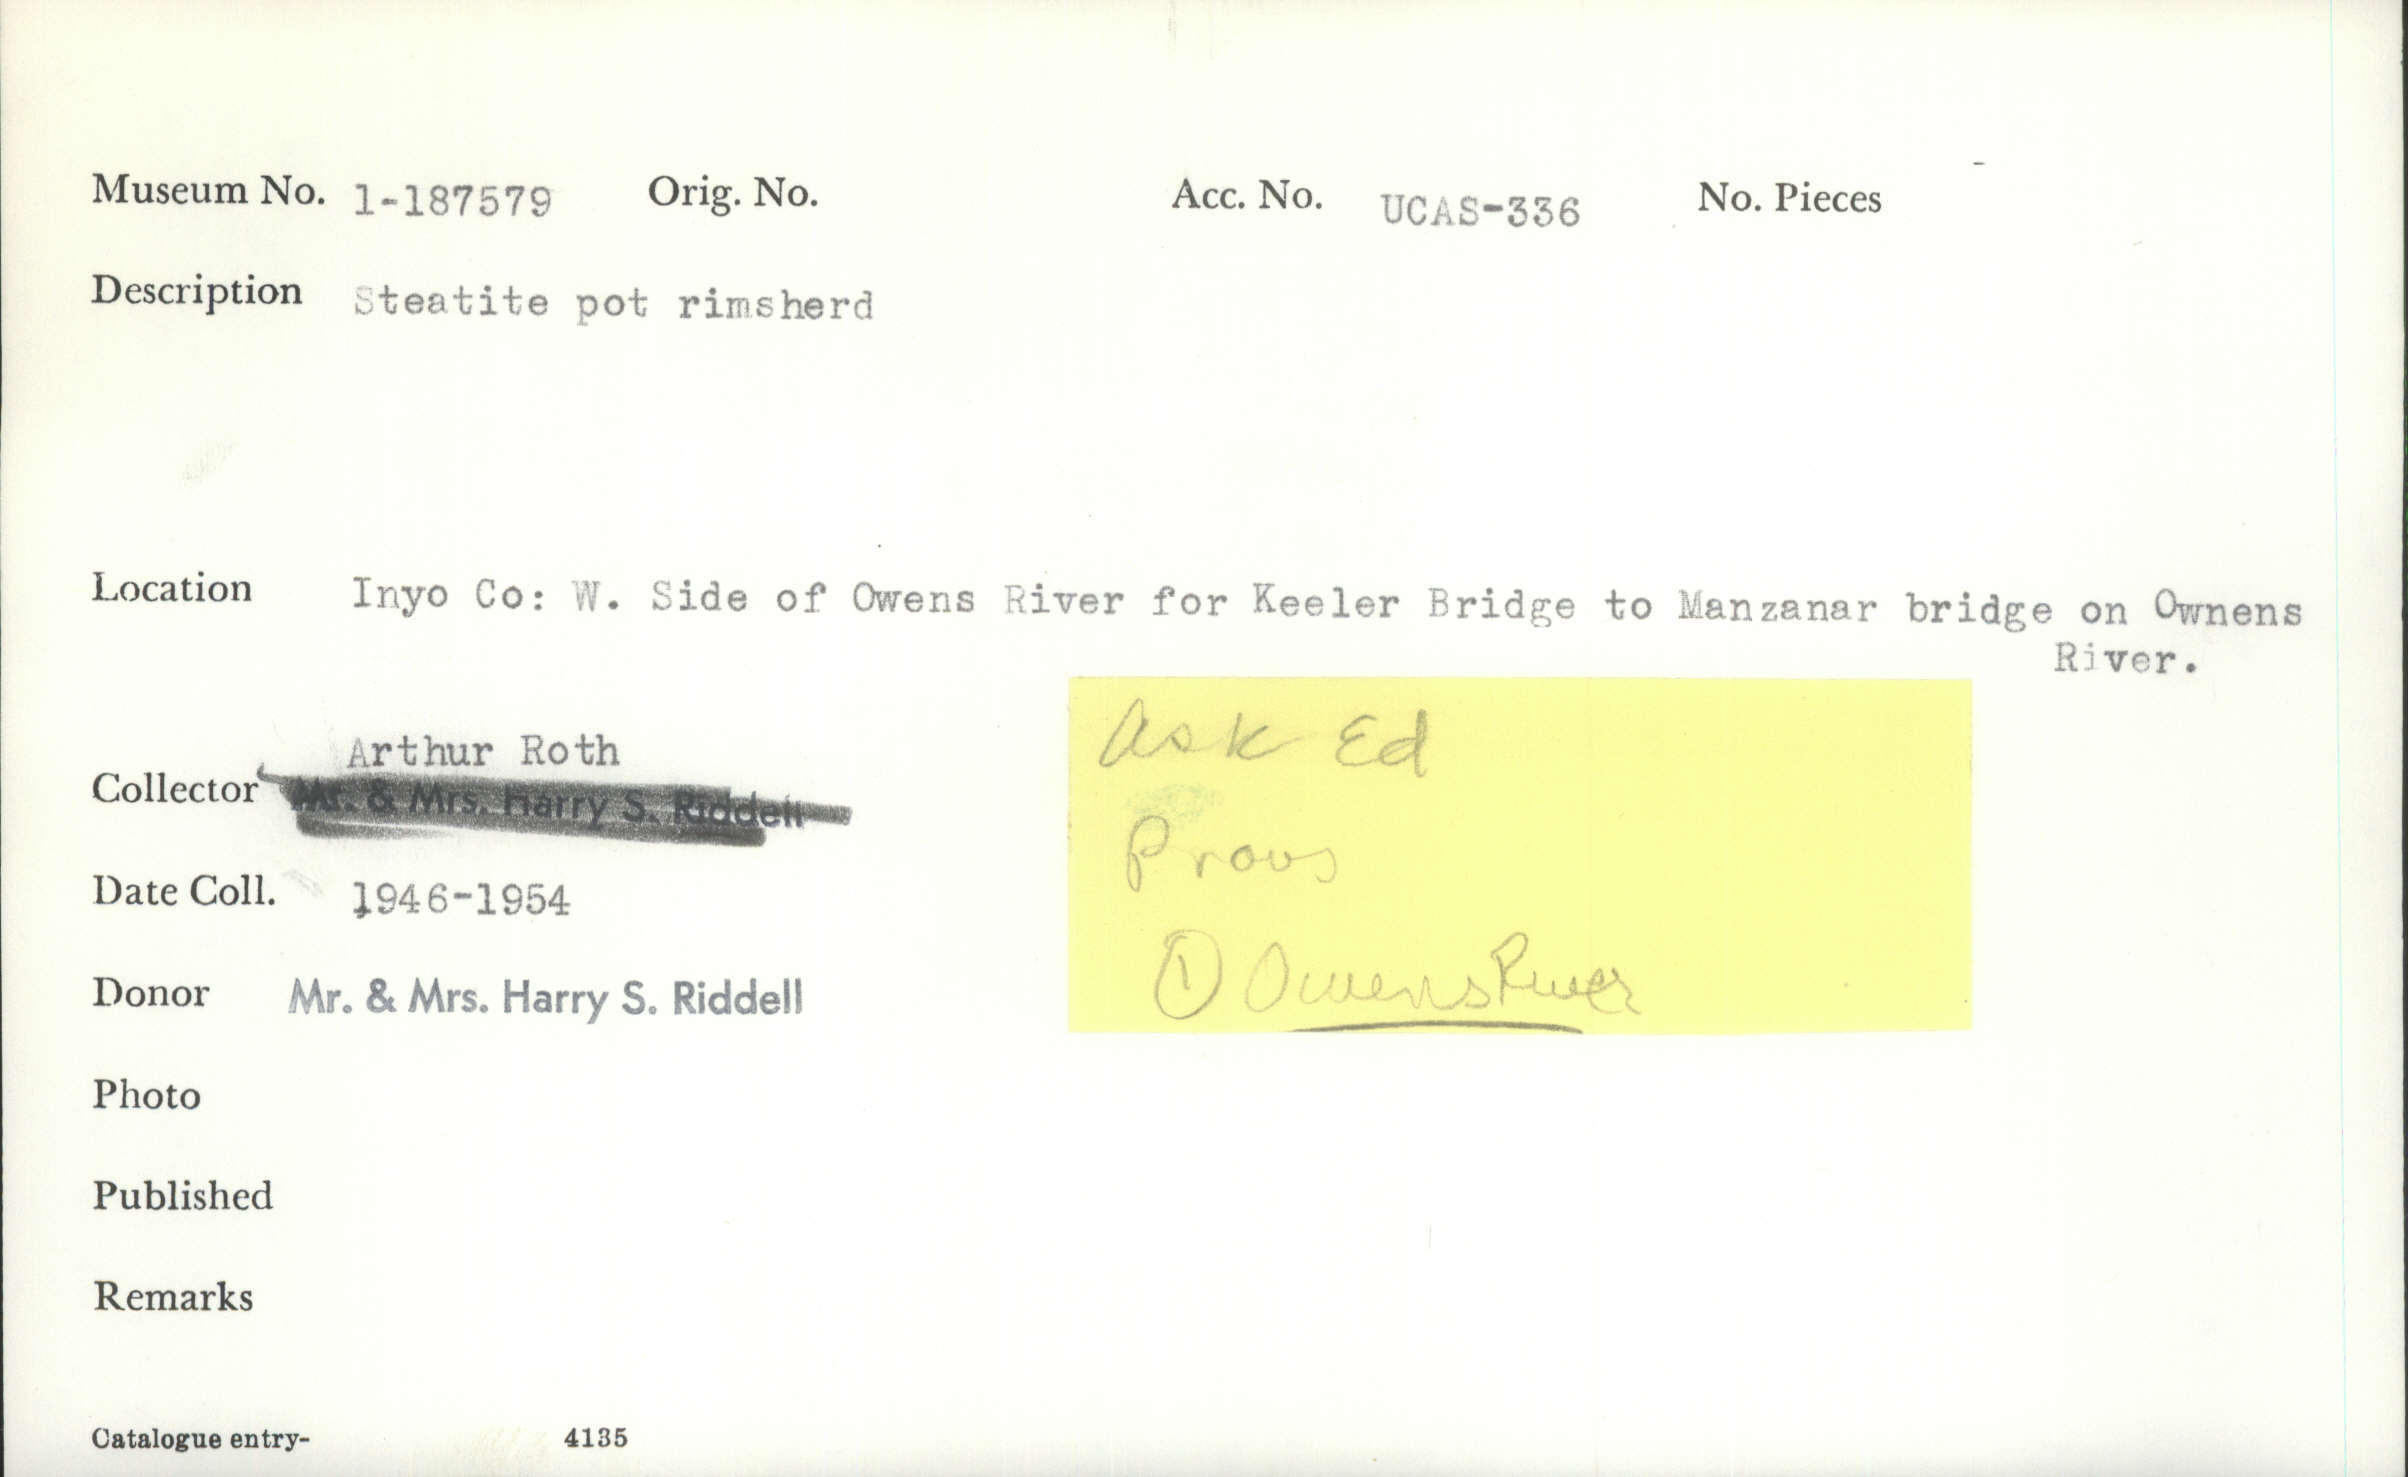 Museum No. 1-187579 Orig. No. Acc. No. UCAS-336 No. Pieces
Description Steatite pot rimsherd
Location Inyo Co: W. Side of Owens River for Keeler Bridge to Manzanar bridge on Ownens
River.
Arthur Roth
Collector Mr. & Mrs. Harry S. Riddell
Date Coll. 1946-1954
Donor Mr. & Mrs. Harry S. Riddell
Ask Ed
Provs
① Owens River
Photo
Published
Remarks
Catalogue entry- 4135